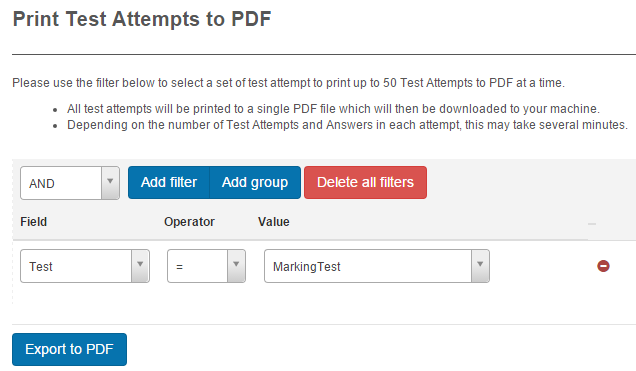 Print Test Attempts to PDF
Please use the filter below to select a set of test attempt to print up to 50 Test Attempts to PDF at a time.
• All test attempts will be printed to a single PDF file which will then be downloaded to your machine.
• Depending on the number of Test Attempts and Answers in each attempt, this may take several minutes.
AND Add filter Add group Delete all filters
Field Operator Value
Test = MarkingTest
Export to PDF